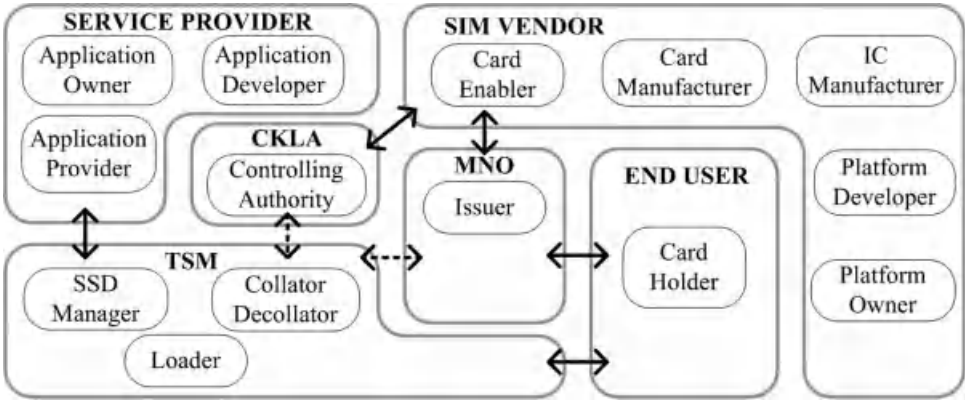 SERVICE PROVIDER
Application
Owner
Application
Developer
Application
Provider
SIM VENDOR
Card
Enabler
Card
Manufacturer
IC
Manufacturer
Platform
Developer
Platform
Owner
CKLA
Controlling
Authority
MNO
Issuer
END USER
Card
Holder
TSM
SSD
Manager
Collator
Decollator
Loader